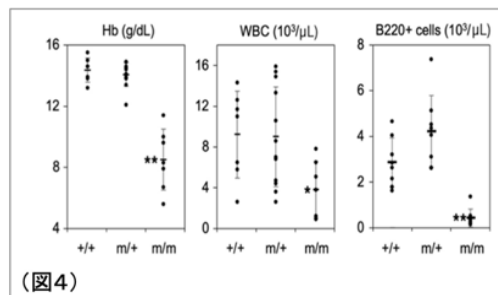 Hb (g/dL)
16
12
8
4
**
+/+ m/+ m/m
WBC (10³/μL)
16
12
8
4
0
*
+/+ m/+ m/m
B220+ cells (10³/μL)
8
6
4
2
0
**
+/+ m/+ m/m
(図4)